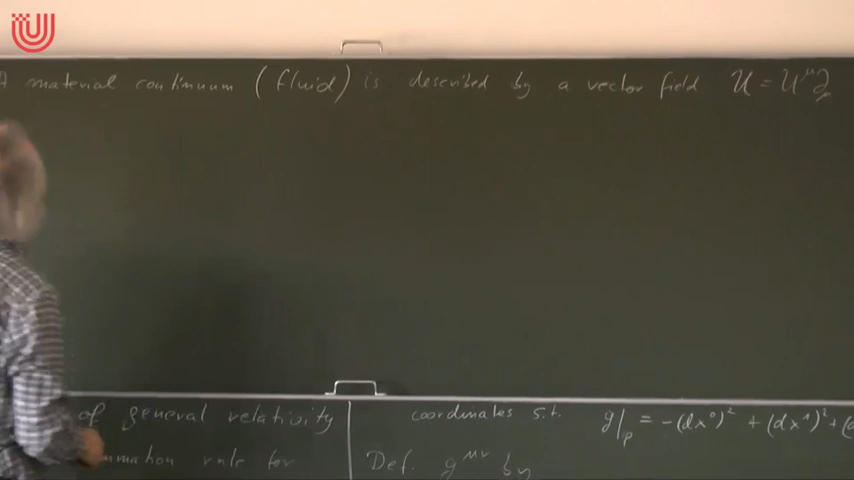 A material continuum (fluid) is described by a vector field U = U^μ ∂_μ
of general relativity
summation rule for
coordinates s.t. g|_p = -(dx⁰)² + (dx¹)² + (d
Def. g^μν by